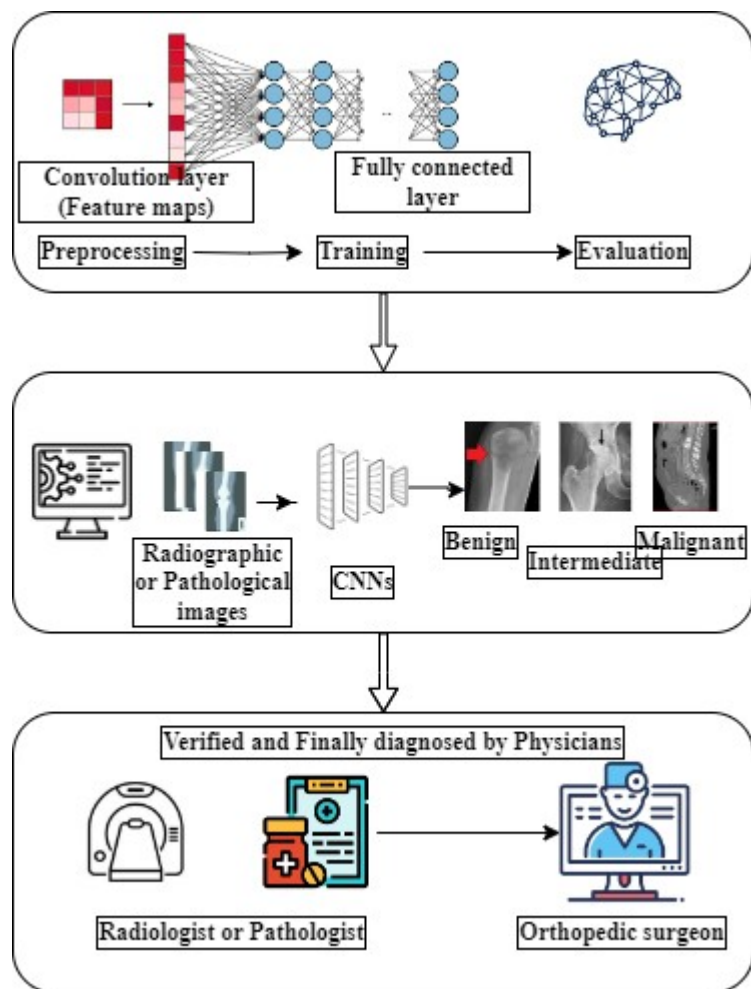 Convolution layer
(Feature maps)
Fully connected
layer
Preprocessing
Training
Evaluation
Radiographic
or Pathological
images
CNNs
Benign
Intermediate
Malignant
Verified and Finally diagnosed by Physicians
Radiologist or Pathologist
Orthopedic surgeon